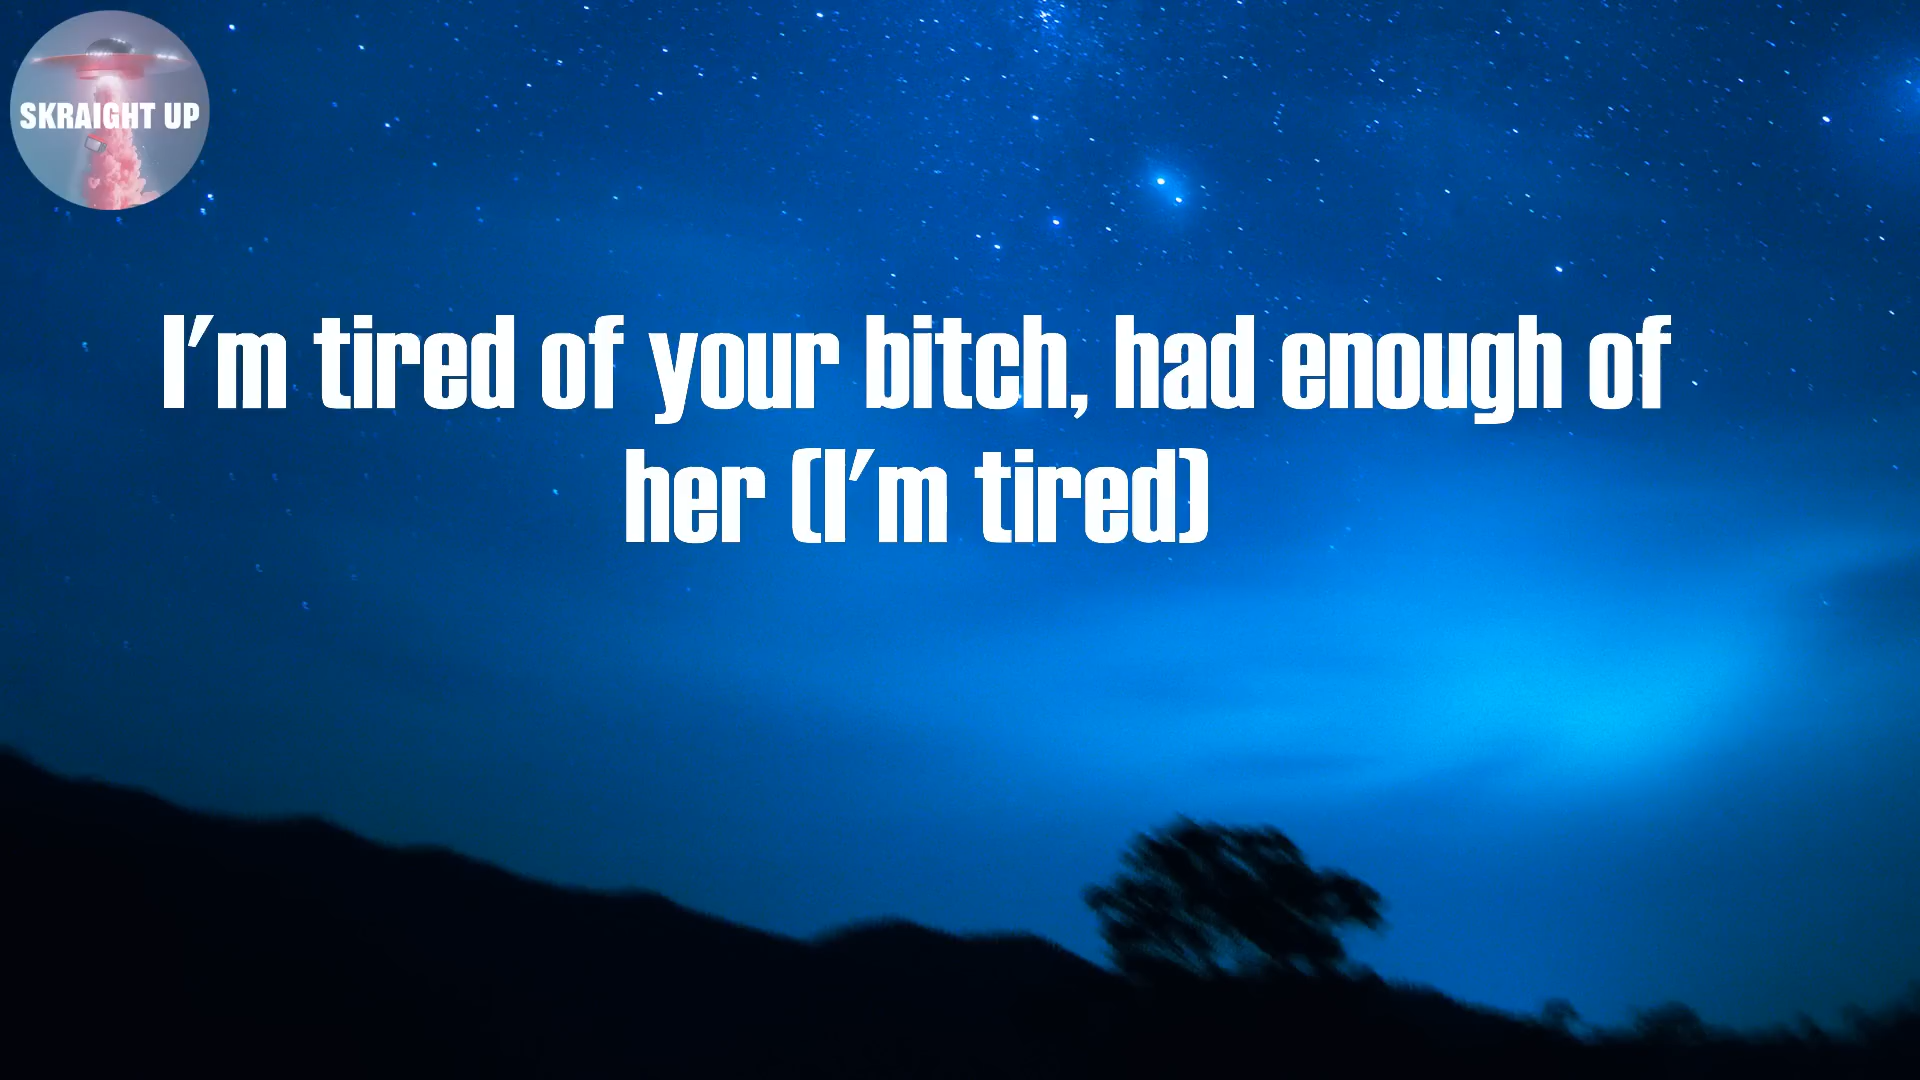 SKRAIGHT UP
I'm tired of your bitch, had enough of
her (I'm tired)